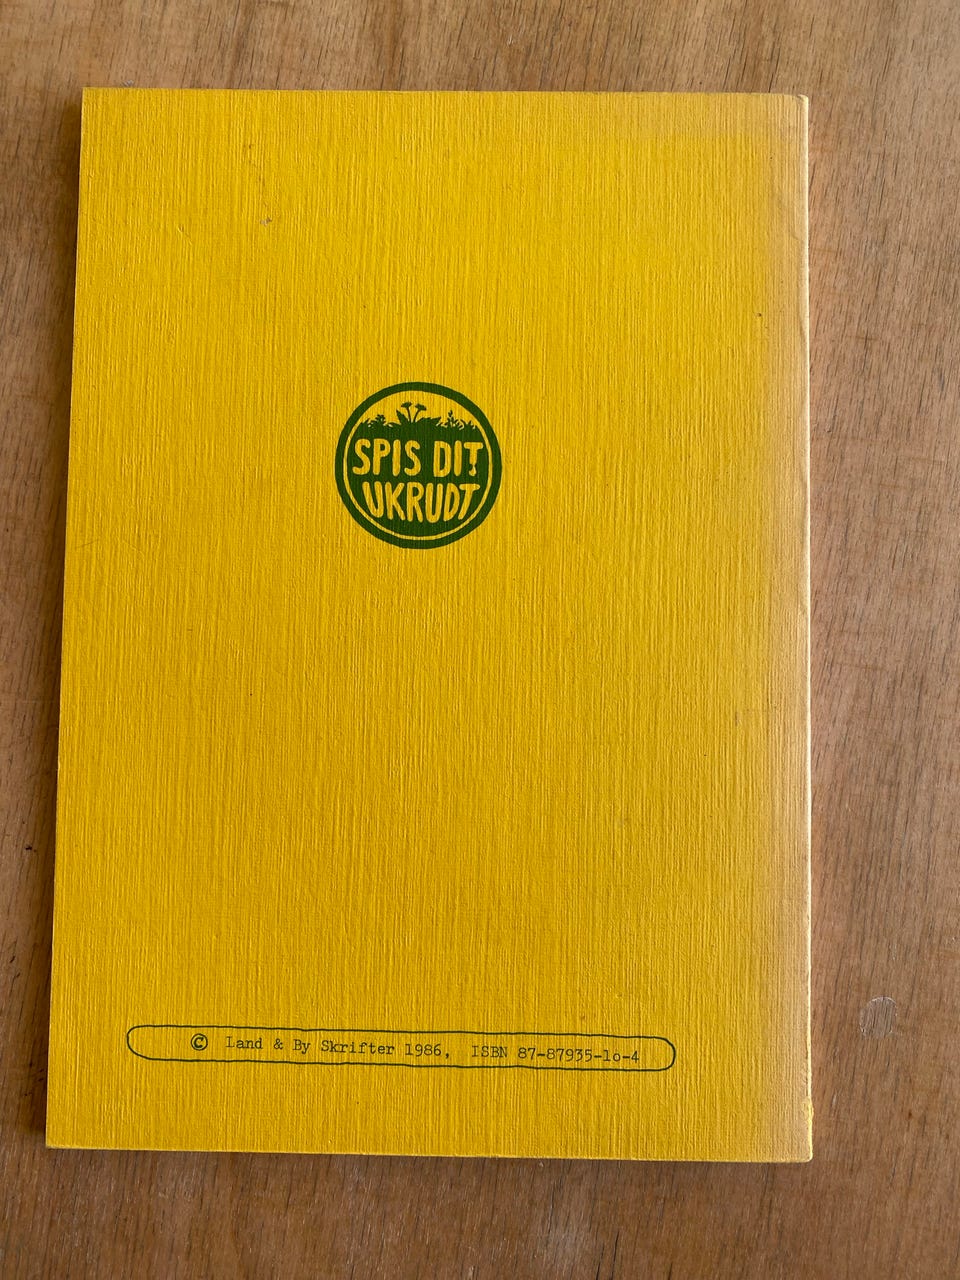 SPIS DIT
UKRUDT
© Land & By Skrifter 1986, ISBN 87-87935-1o-4